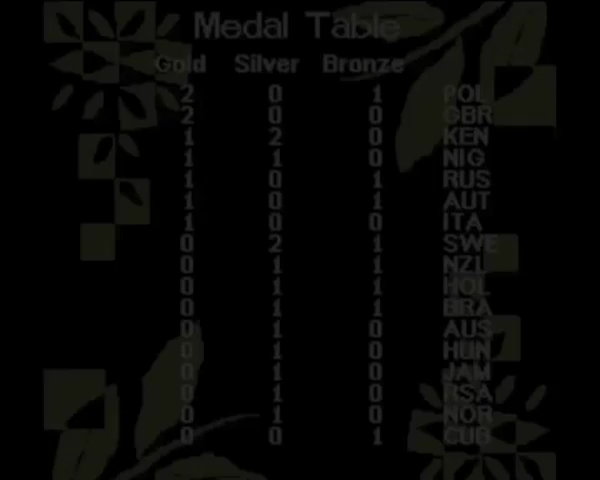 Medal Table
Gold Silver Bronze
2 0 1 POL
2 0 0 GBR
1 2 0 KEN
1 1 0 NIG
1 0 1 RUS
1 0 1 AUT
1 0 0 ITA
0 2 1 SWE
0 1 1 NZL
0 1 1 HOL
0 1 1 BRA
0 1 0 AUS
0 1 0 HUN
0 1 0 JAM
0 1 0 RSA
0 1 0 NOR
0 0 1 CUB